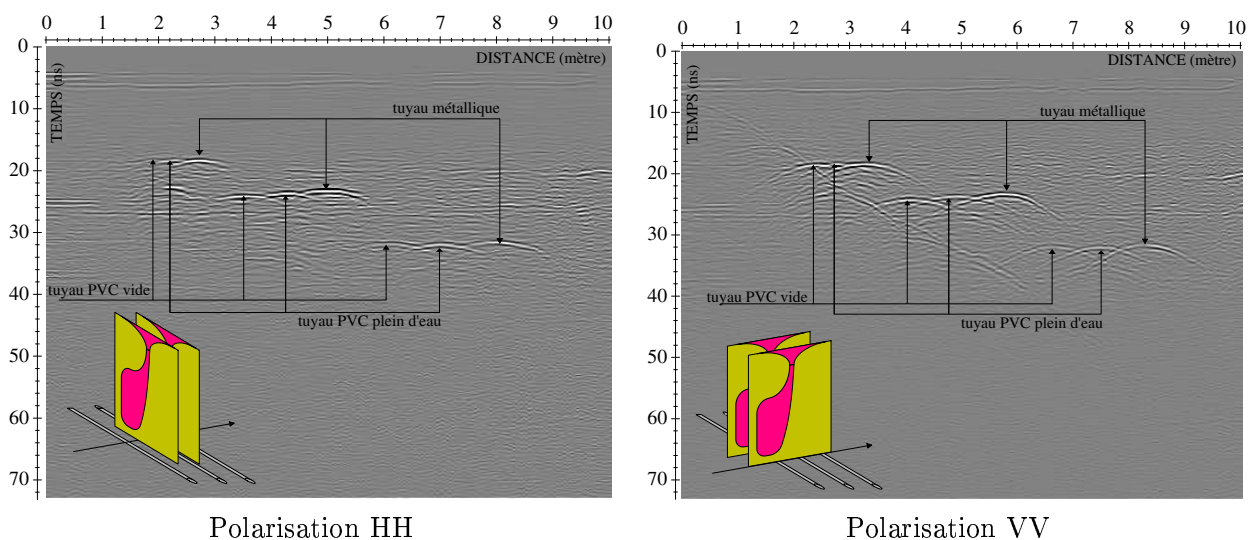 0 1 2 3 4 5 6 7 8 9 10
DISTANCE (mètre)
TEMPS (ns)
0
10
20
30
40
50
60
70
tuyau métallique
tuyau PVC vide
tuyau PVC plein d'eau
Polarisation HH
0 1 2 3 4 5 6 7 8 9 10
DISTANCE (mètre)
TEMPS (ns)
0
10
20
30
40
50
60
70
tuyau métallique
tuyau PVC vide
tuyau PVC plein d'eau
Polarisation VV